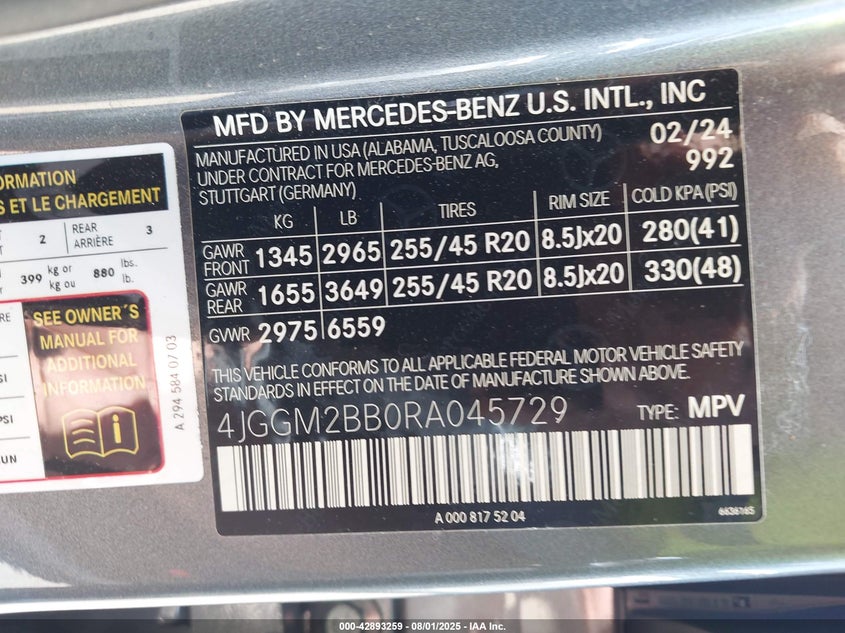 MFD BY MERCEDES-BENZ U.S. INTL., INC
MANUFACTURED IN USA (ALABAMA, TUSCALOOSA COUNTY) 02/24
UNDER CONTRACT FOR MERCEDES-BENZ AG, 992
STUTTGART (GERMANY)
KG LB TIRES RIM SIZE COLD KPA(PSI)
GAWR FRONT 1345 2965 255/45 R20 8.5Jx20 280(41)
GAWR REAR 1655 3649 255/45 R20 8.5Jx20 330(48)
GVWR 2975 6559
THIS VEHICLE CONFORMS TO ALL APPLICABLE FEDERAL MOTOR VEHICLE SAFETY
STANDARDS IN EFFECT ON THE DATE OF MANUFACTURE SHOWN ABOVE.
4JGGM2BB0RA045729 TYPE: MPV
A 000 817 52 04 6636165
ET LE CHARGEMENT
2 REAR ARRIÈRE 3
399 kg or kg ou 880 lbs. lb.
SEE OWNER´S
MANUAL FOR
ADDITIONAL
INFORMATION
A 294 584 07 03
000-42893259 - 08/01/2025 - IAA Inc.